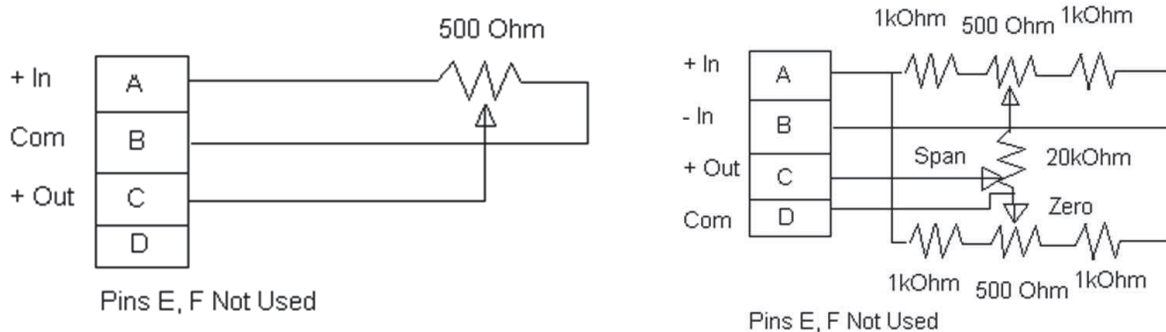 500 Ohm
+ In
A
Com
B
+ Out
C
D
Pins E, F Not Used
1kOhm 500 Ohm 1kOhm
+ In
A
- In
B
Span
20kOhm
+ Out
C
Com
D
Zero
1kOhm 500 Ohm 1kOhm
Pins E, F Not Used